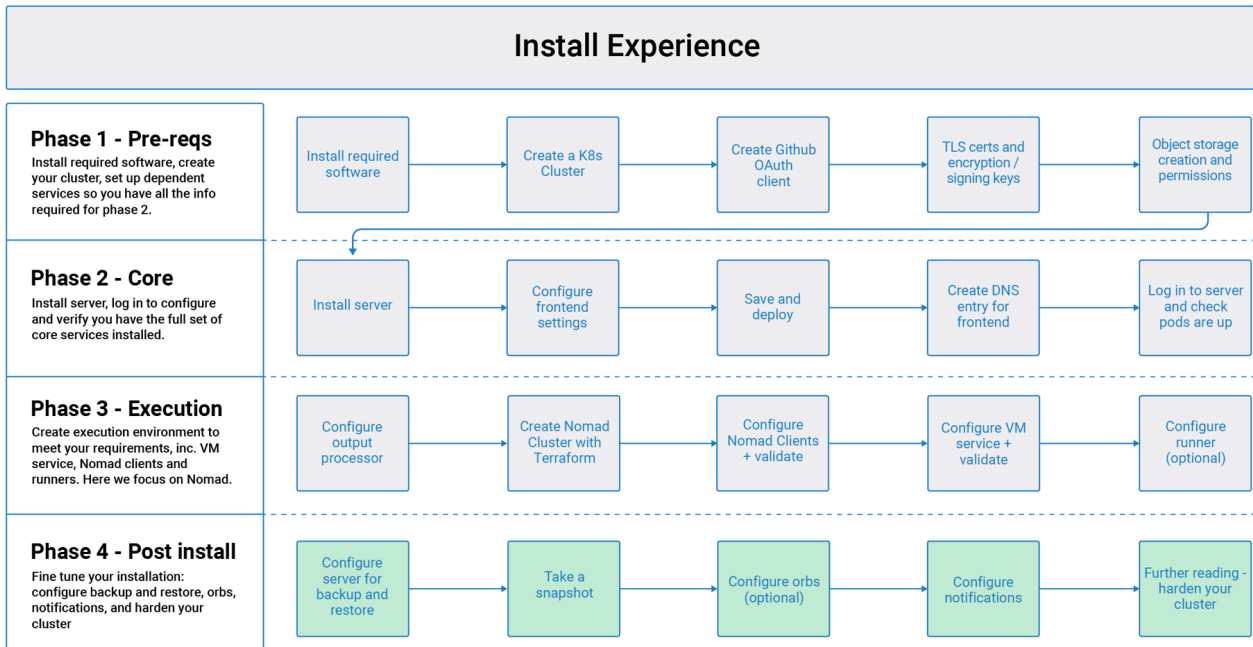 Install Experience
Phase 1 - Pre-reqs
Install required software, create
your cluster, set up dependent
services so you have all the info
required for phase 2.
Install required
software
Create a K8s
Cluster
Create Github
OAuth
client
TLS certs and
encryption /
signing keys
Object storage
creation and
permissions
Phase 2 - Core
Install server, log in to configure
and verify you have the full set of
core services installed.
Install server
Configure
frontend
settings
Save and
deploy
Create DNS
entry for
frontend
Log in to server
and check
pods are up
Phase 3 - Execution
Create execution environment to
meet your requirements, inc. VM
service, Nomad clients and
runners. Here we focus on Nomad.
Configure
output
processor
Create Nomad
Cluster with
Terraform
Configure
Nomad Clients
+ validate
Configure VM
service +
validate
Configure
runner
(optional)
Phase 4 - Post install
Fine tune your installation:
configure backup and restore, orbs,
notifications, and harden your
cluster
Configure
server for
backup and
restore
Take a
snapshot
Configure orbs
(optional)
Configure
notifications
Further reading -
harden your
cluster